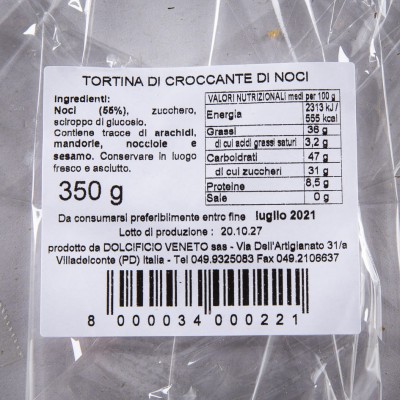 TORTINA DI CROCCANTE DI NOCI
Ingredienti:
Noci (55%), zucchero,
sciroppo di glucosio.
Contiene tracce di arachidi,
mandorle, nocciole e
sesamo. Conservare in luogo
fresco e asciutto.
350 g
VALORI NUTRIZIONALI medi per 100 g
Energia 2313 kJ / 555 kcal
Grassi 36 g
di cui acidi grassi saturi 3,2 g
Carboidrati 47 g
di cui zuccheri 31 g
Proteine 8,5 g
Sale 0 g
Da consumarsi preferibilmente entro fine luglio 2021
Lotto di produzione : 20.10.27
prodotto da DOLCIFICIO VENETO sas - Via Dell'Artigianato 31/a
Villadelconte (PD) Italia - Tel 049.9325083 Fax 049.2106637
8 000034 000221